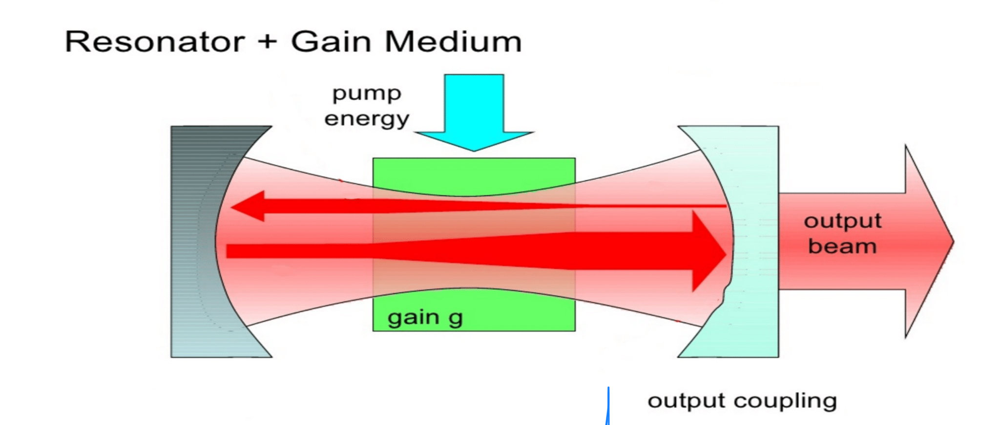 Resonator + Gain Medium
pump
energy
output
beam
gain g
output coupling